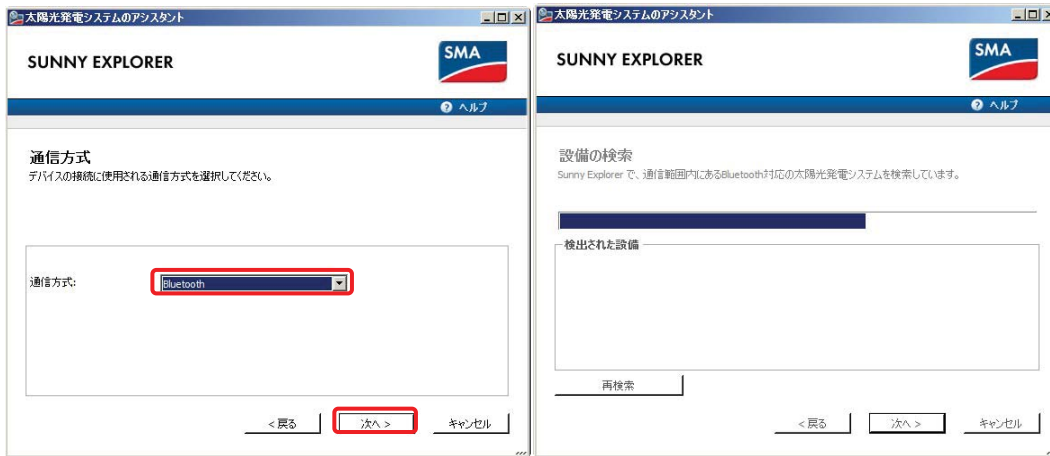 太陽光発電システムのアシスタント
SUNNY EXPLORER
SMA
ヘルプ
通信方式
デバイスの接続に使用される通信方式を選択してください。
通信方式:
Bluetooth
<戻る
次へ >
キャンセル
太陽光発電システムのアシスタント
SUNNY EXPLORER
SMA
ヘルプ
設備の検索
Sunny Explorer で、通信範囲内にあるBluetooth対応の太陽光発電システムを検索しています。
検出された設備
再検索
<戻る
次へ >
キャンセル